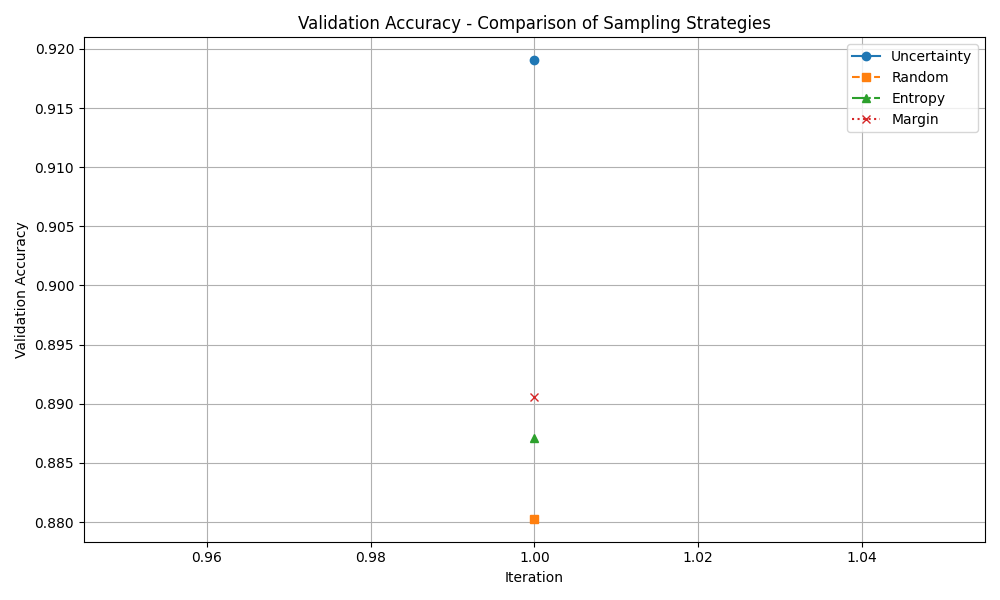 Validation Accuracy - Comparison of Sampling Strategies
Uncertainty
Random
Entropy
Margin
Validation Accuracy
0.920
0.915
0.910
0.905
0.900
0.895
0.890
0.885
0.880
0.96
0.98
1.00
1.02
1.04
Iteration